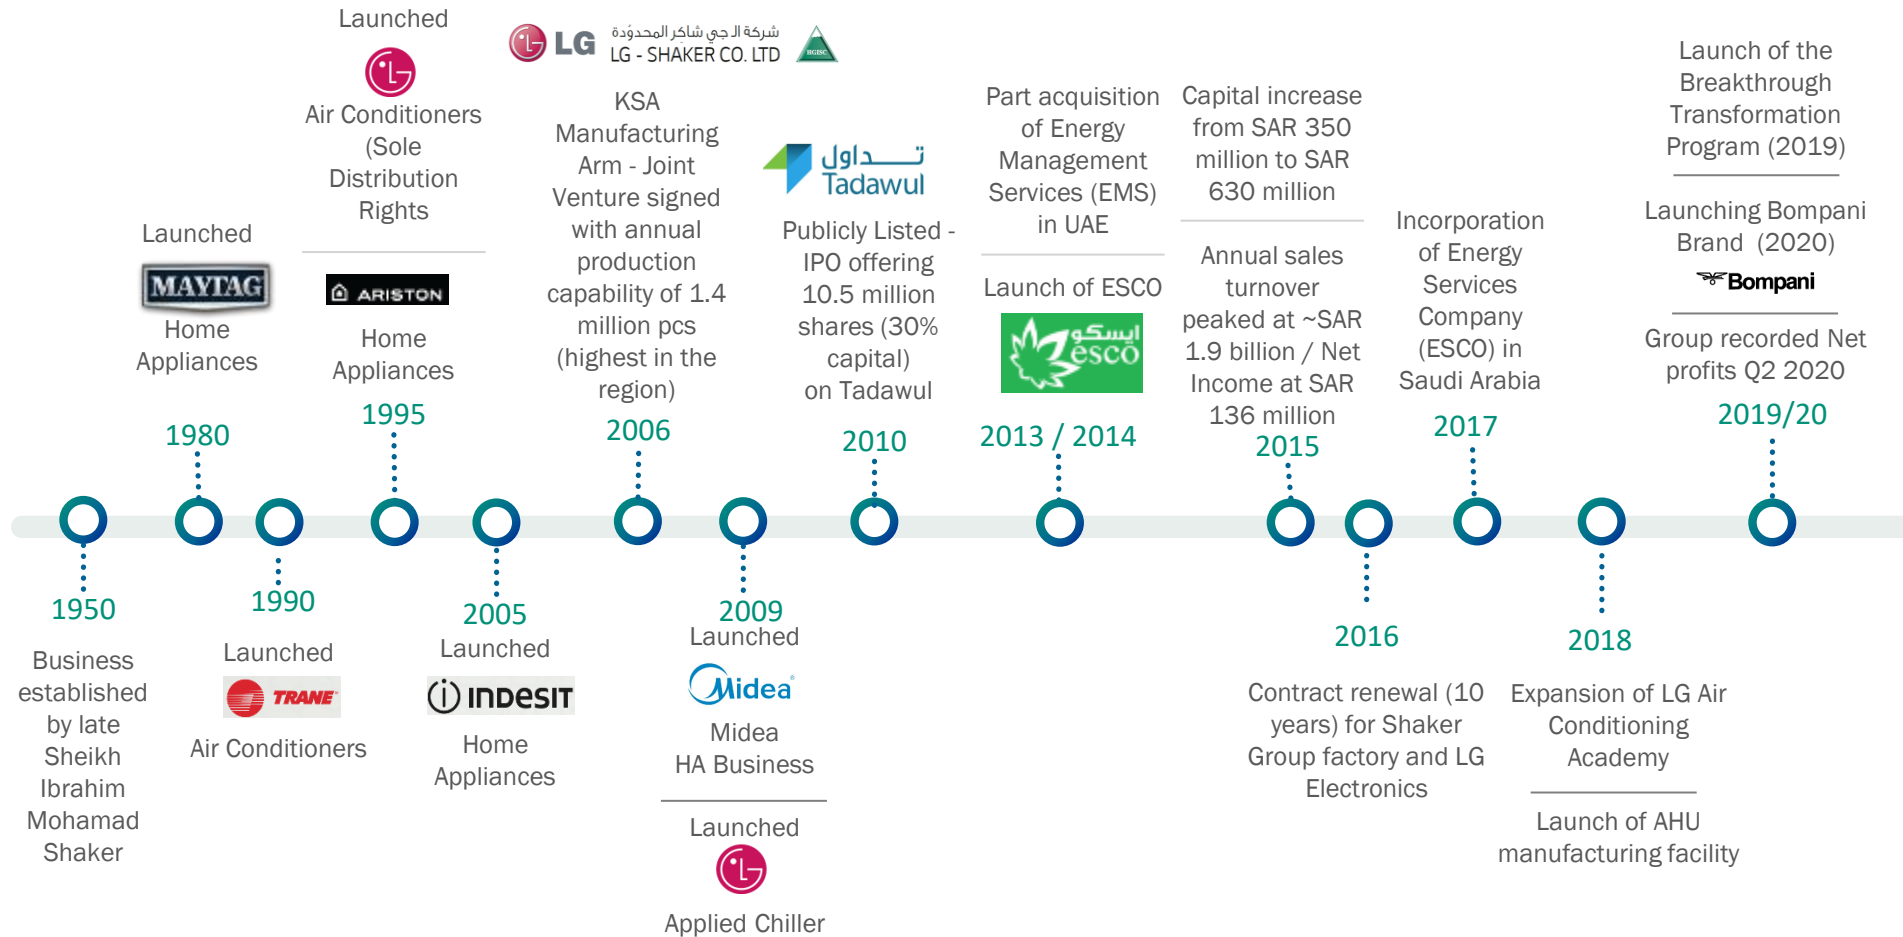 Launched
LG
Air Conditioners
(Sole
Distribution
Rights
ARISTON
Home
Appliances
1995
LG
شركة ال جي شاكر المحدودة
LG - SHAKER CO. LTD
BGISC
KSA
Manufacturing
Arm - Joint
Venture signed
with annual
production
capability of 1.4
million pcs
(highest in the
region)
2006
Launched
MAYTAG
Home
Appliances
1980
تداول
Tadawul
Publicly Listed -
IPO offering
10.5 million
shares (30%
capital)
on Tadawul
2010
Part acquisition
of Energy
Management
Services (EMS)
in UAE
Launch of ESCO
ايسكو
esco
2013 / 2014
Capital increase
from SAR 350
million to SAR
630 million
Annual sales
turnover
peaked at ~SAR
1.9 billion / Net
Income at SAR
136 million
2015
Incorporation
of Energy
Services
Company
(ESCO) in
Saudi Arabia
2017
Launch of the
Breakthrough
Transformation
Program (2019)
Launching Bompani
Brand (2020)
Bompani
Group recorded Net
profits Q2 2020
2019/20
1950
Business
established
by late
Sheikh
Ibrahim
Mohamad
Shaker
1990
Launched
TRANE
Air Conditioners
2005
Launched
indesit
Home
Appliances
2009
Launched
Midea
Midea
HA Business
Launched
LG
Applied Chiller
2016
Contract renewal (10
years) for Shaker
Group factory and LG
Electronics
2018
Expansion of LG Air
Conditioning
Academy
Launch of AHU
manufacturing facility